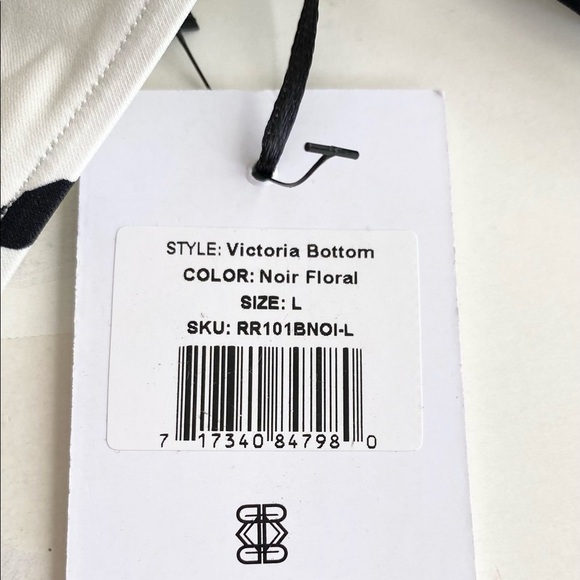 STYLE: Victoria Bottom
COLOR: Noir Floral
SIZE: L
SKU: RR101BNOI-L
7 17340 84798 0